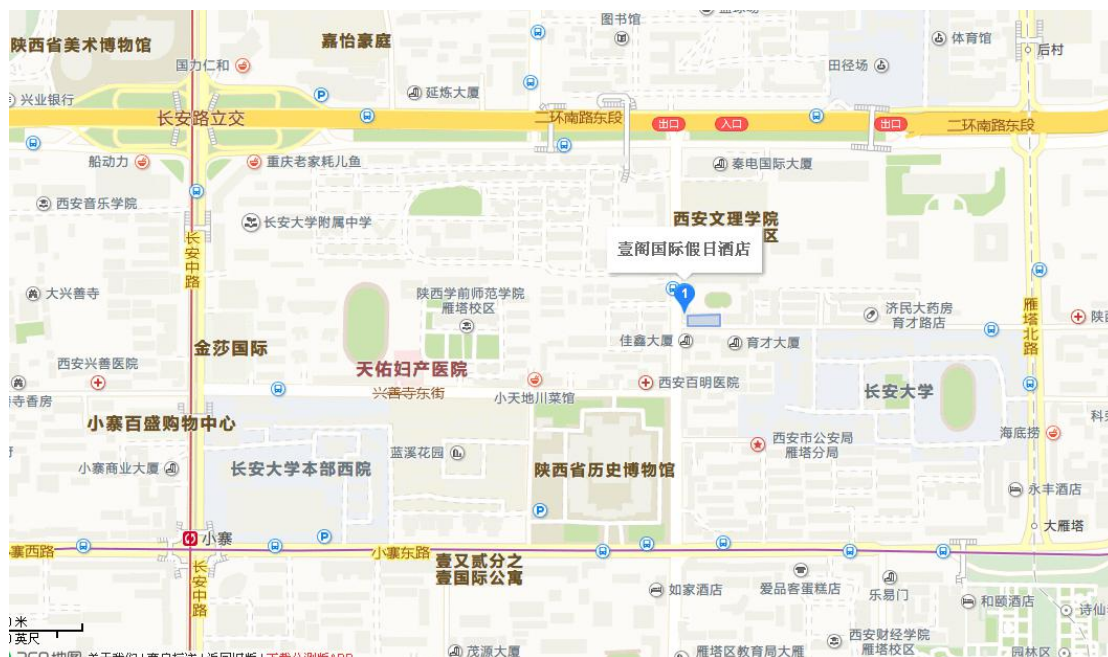 图书馆
体育馆
后村
陕西省美术博物馆
嘉怡豪庭
国力仁和
田径场
兴业银行
P
延炼大厦
长安路立交
二环南路东段
出口
入口
出口
二环南路东段
船动力
重庆老家耗儿鱼
秦电国际大厦
西安音乐学院
长安大学附属中学
西安文理学院
区
长安中路
壹阁国际假日酒店
大兴善寺
陕西学前师范学院
雁塔校区
1
济民大药房
育才路店
雁塔北路
佳鑫大厦
育才大厦
金莎国际
西安兴善医院
天佑妇产医院
兴善寺东街
小天地川菜馆
西安百明医院
长安大学
寺香房
小寨百盛购物中心
海底捞
西安市公安局
雁塔分局
小寨商业大厦
长安大学本部西院
蓝溪花园
陕西省历史博物馆
永丰酒店
P
P
大雁塔
小寨
小寨东路
寨西路
壹又贰分之
壹国际公寓
长安中路
如家酒店
爱品客蛋糕店
乐易门
和颐酒店
诗仙
米
英尺
西安财经学院
雁塔校区
园林区
茂源大厦
雁塔区教育局大雁